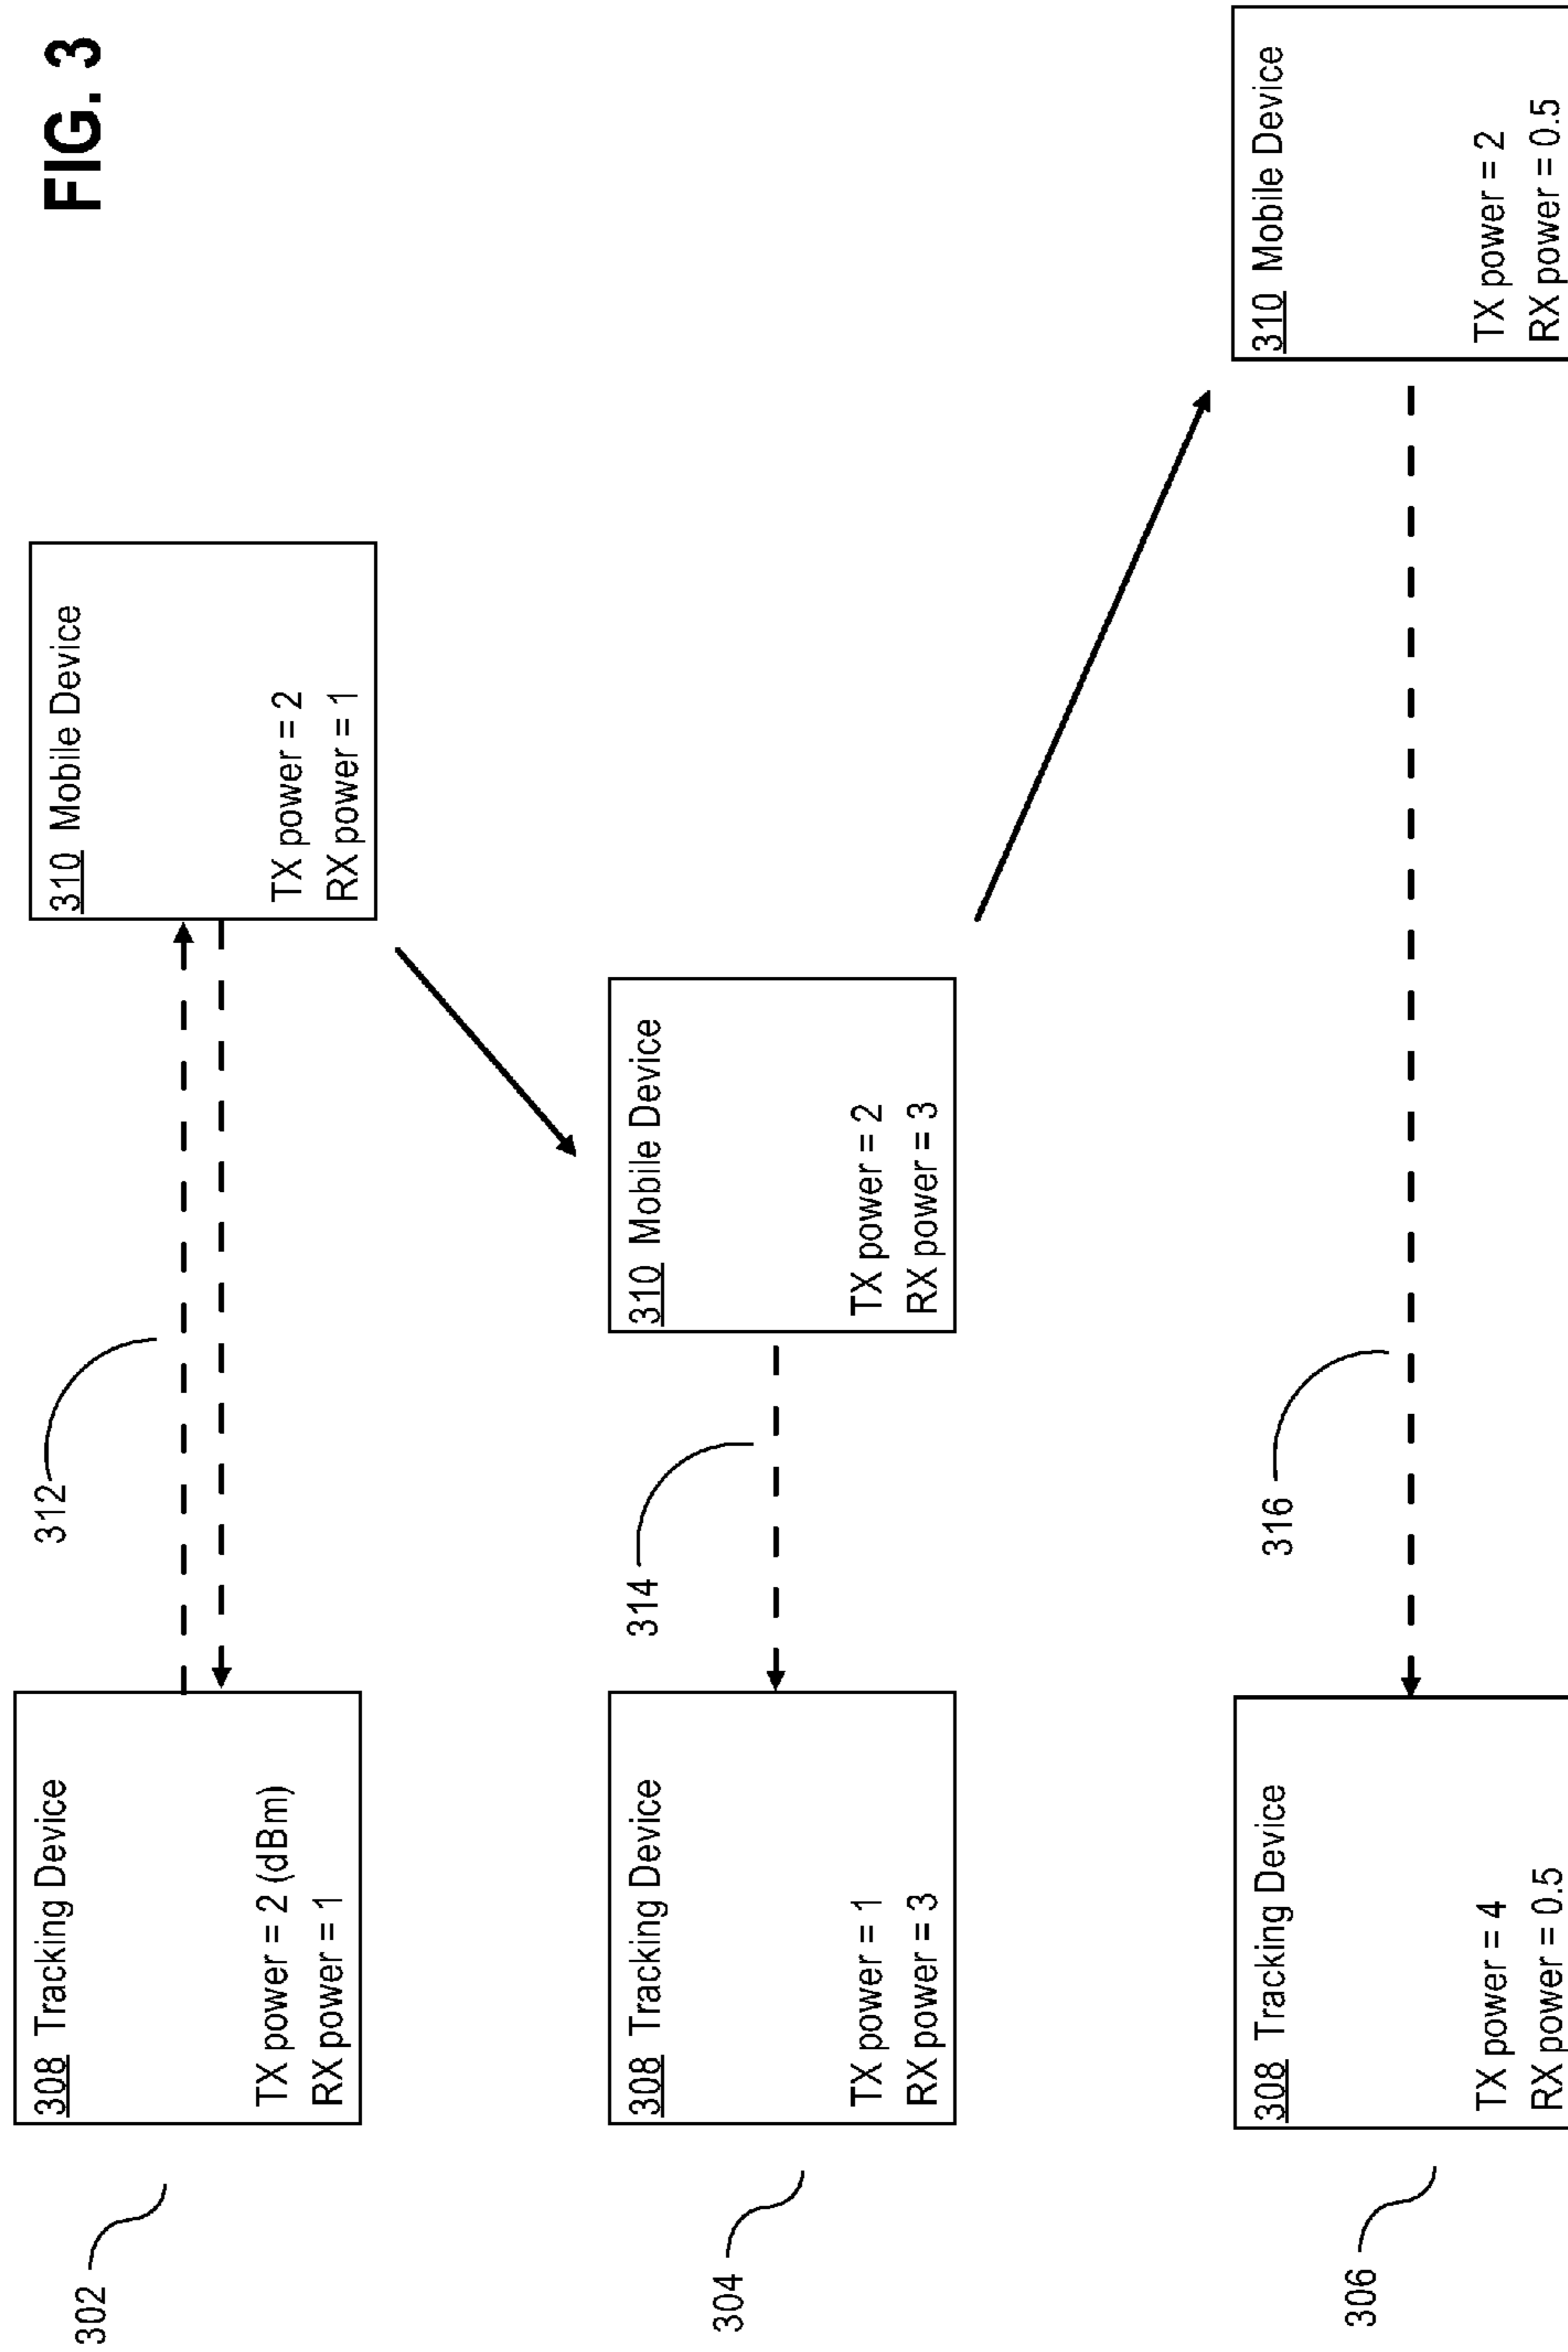 FIG. 3
302
308 Tracking Device
TX power = 2 (dBm)
RX power = 1
312
310 Mobile Device
TX power = 2
RX power = 1
304
308 Tracking Device
TX power = 1
RX power = 3
314
310 Mobile Device
TX power = 2
RX power = 3
306
308 Tracking Device
TX power = 4
RX power = 0.5
316
310 Mobile Device
TX power = 2
RX power = 0.5